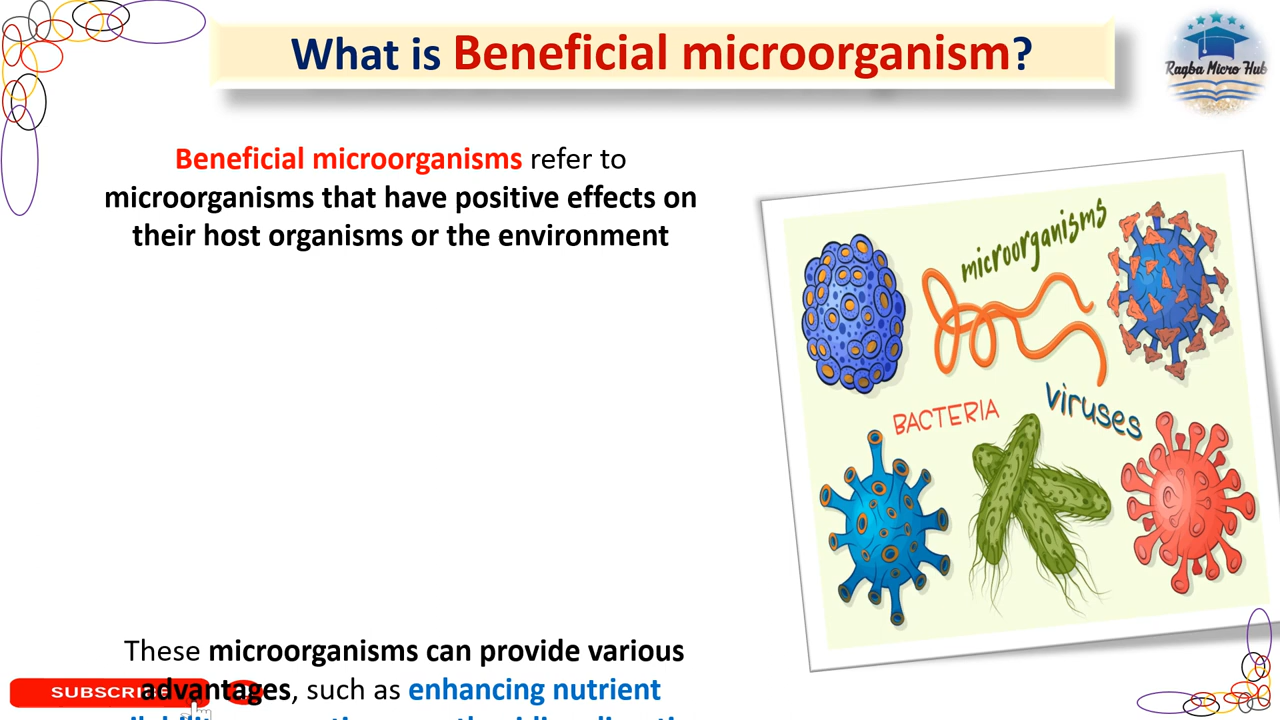 What is Beneficial microorganism?
Ragba Micro Hub
Beneficial microorganisms refer to
microorganisms that have positive effects on
their host organisms or the environment
microorganisms
BACTERIA
viruses
These microorganisms can provide various
advantages, such as enhancing nutrient
SUBSCRIBE